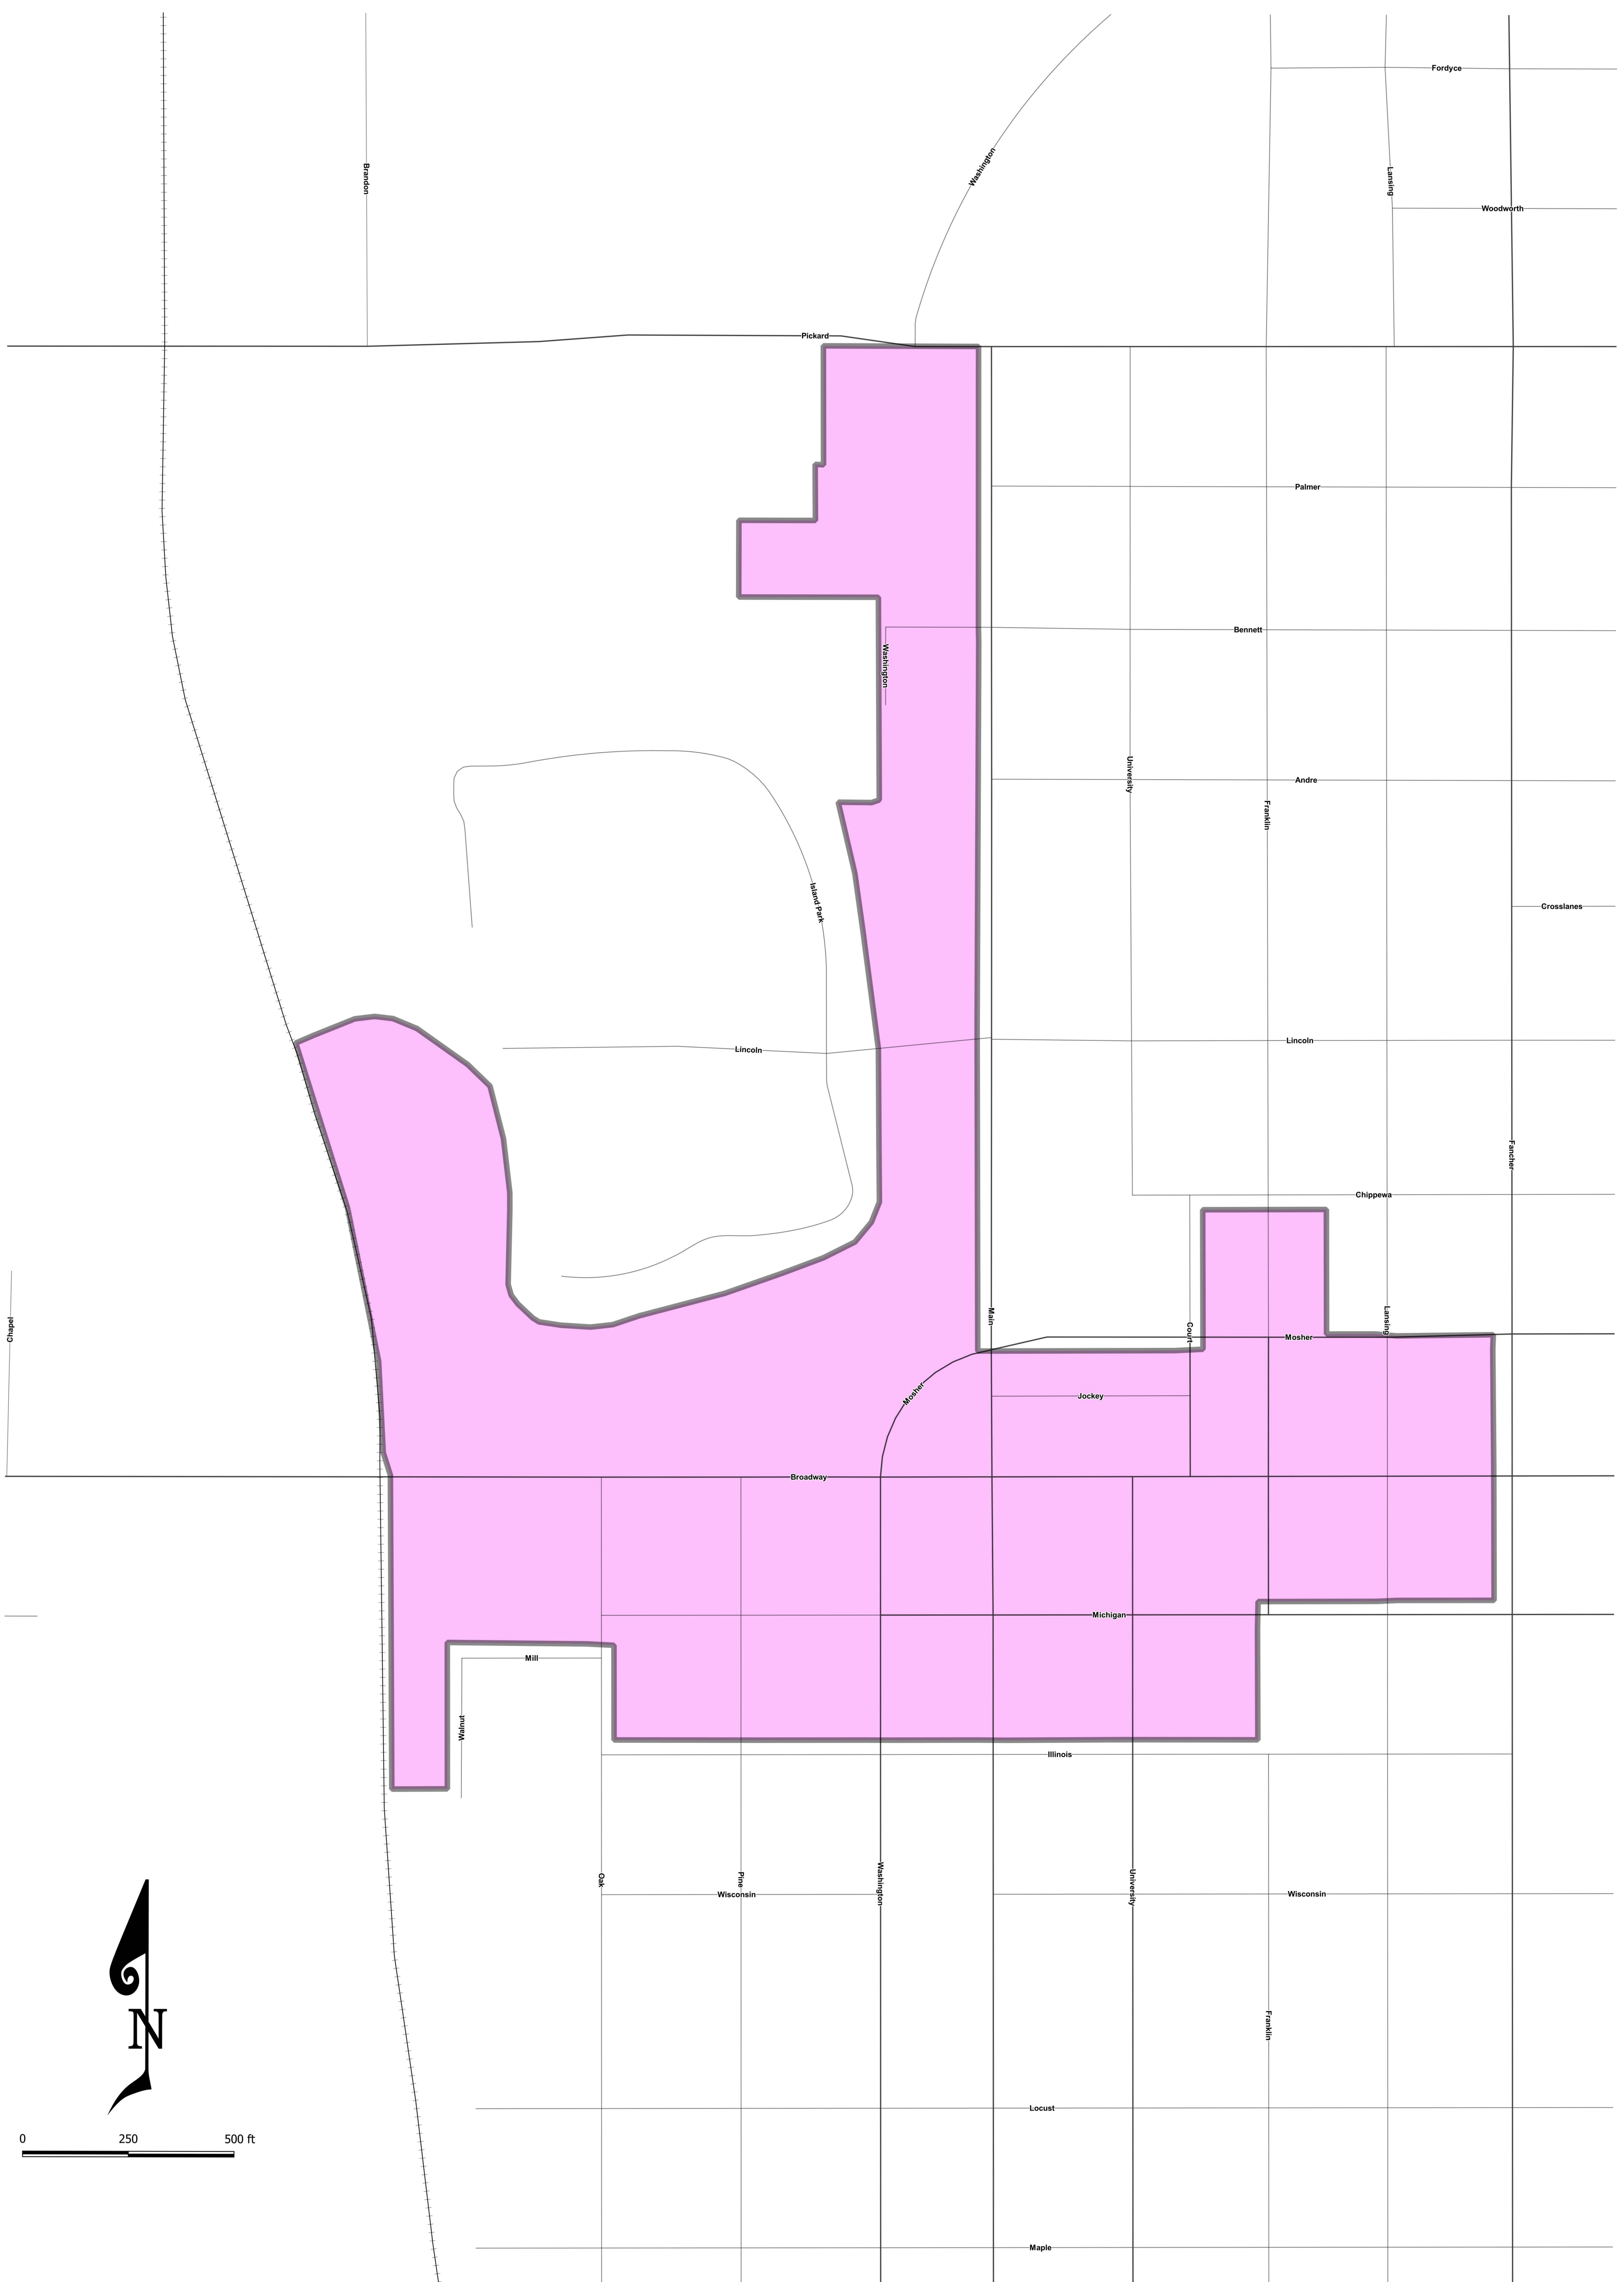 Fordyce
Washington
Brandon
Lansing
Woodworth
Pickard
Palmer
Bennett
Washington
University
Andre
Franklin
Island Park
Crosslanes
Lincoln
Lincoln
Fancher
Chippewa
Chapel
Main
Court
Lansing
Mosher
Mosher
Jockey
Broadway
Michigan
Mill
Walnut
Illinois
Oak
Pine
Washington
University
Wisconsin
Wisconsin
N
Franklin
Locust
0 250 500 ft
Maple